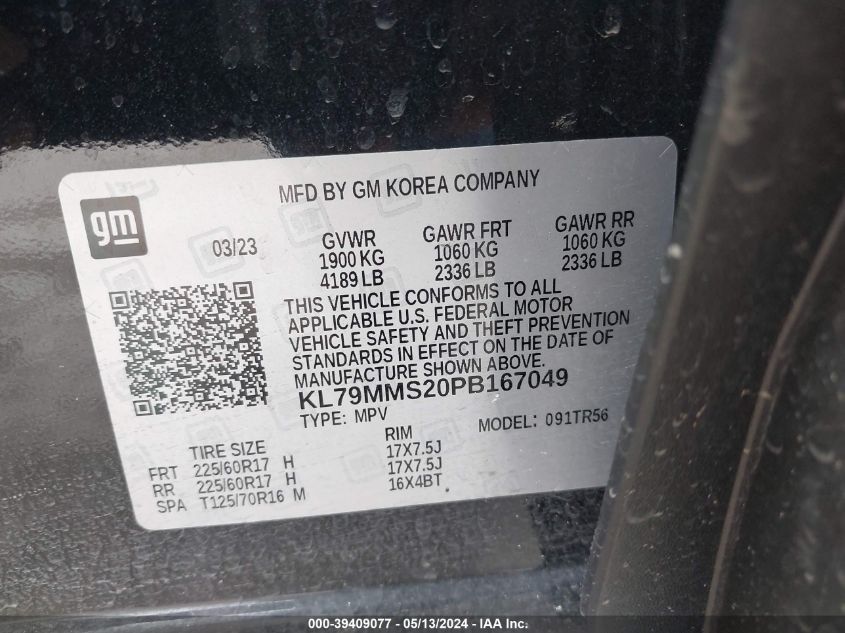 MFD BY GM KOREA COMPANY
gm
03/23
GVWR GAWR FRT GAWR RR
1900 KG 1060 KG 1060 KG
4189 LB 2336 LB 2336 LB
THIS VEHICLE CONFORMS TO ALL
APPLICABLE U.S. FEDERAL MOTOR
VEHICLE SAFETY AND THEFT PREVENTION
STANDARDS IN EFFECT ON THE DATE OF
MANUFACTURE SHOWN ABOVE.
KL79MMS20PB167049
TYPE: MPV MODEL: 091TR56
TIRE SIZE RIM
FRT 225/60R17 H 17X7.5J
RR 225/60R17 H 17X7.5J
SPA T125/70R16 M 16X4BT
000-39409077 - 05/13/2024 - IAA Inc.